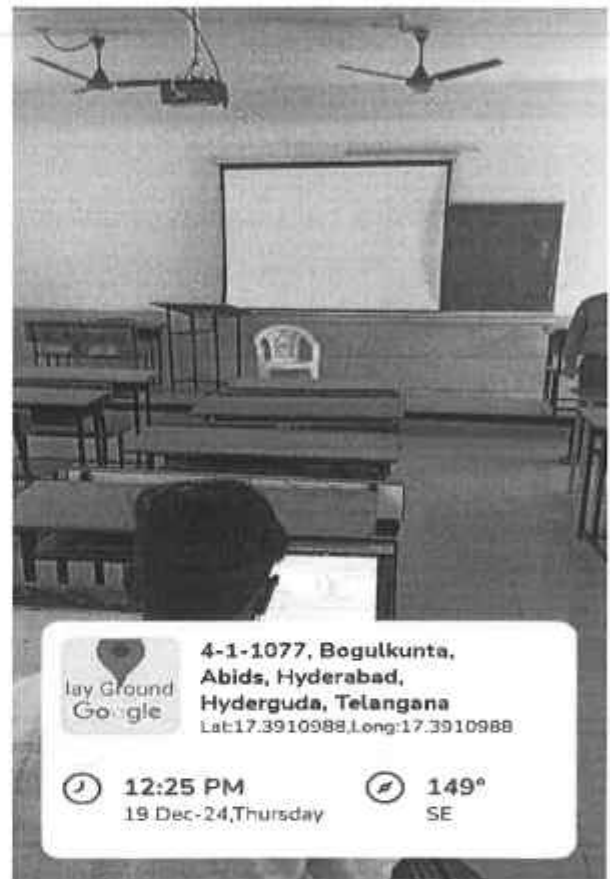 lay Ground
Google
4-1-1077, Bogulkunta,
Abids, Hyderabad,
Hyderguda, Telangana
Lat:17.3910988,Long:17.3910988
12:25 PM
19 Dec-24,Thursday
149°
SE